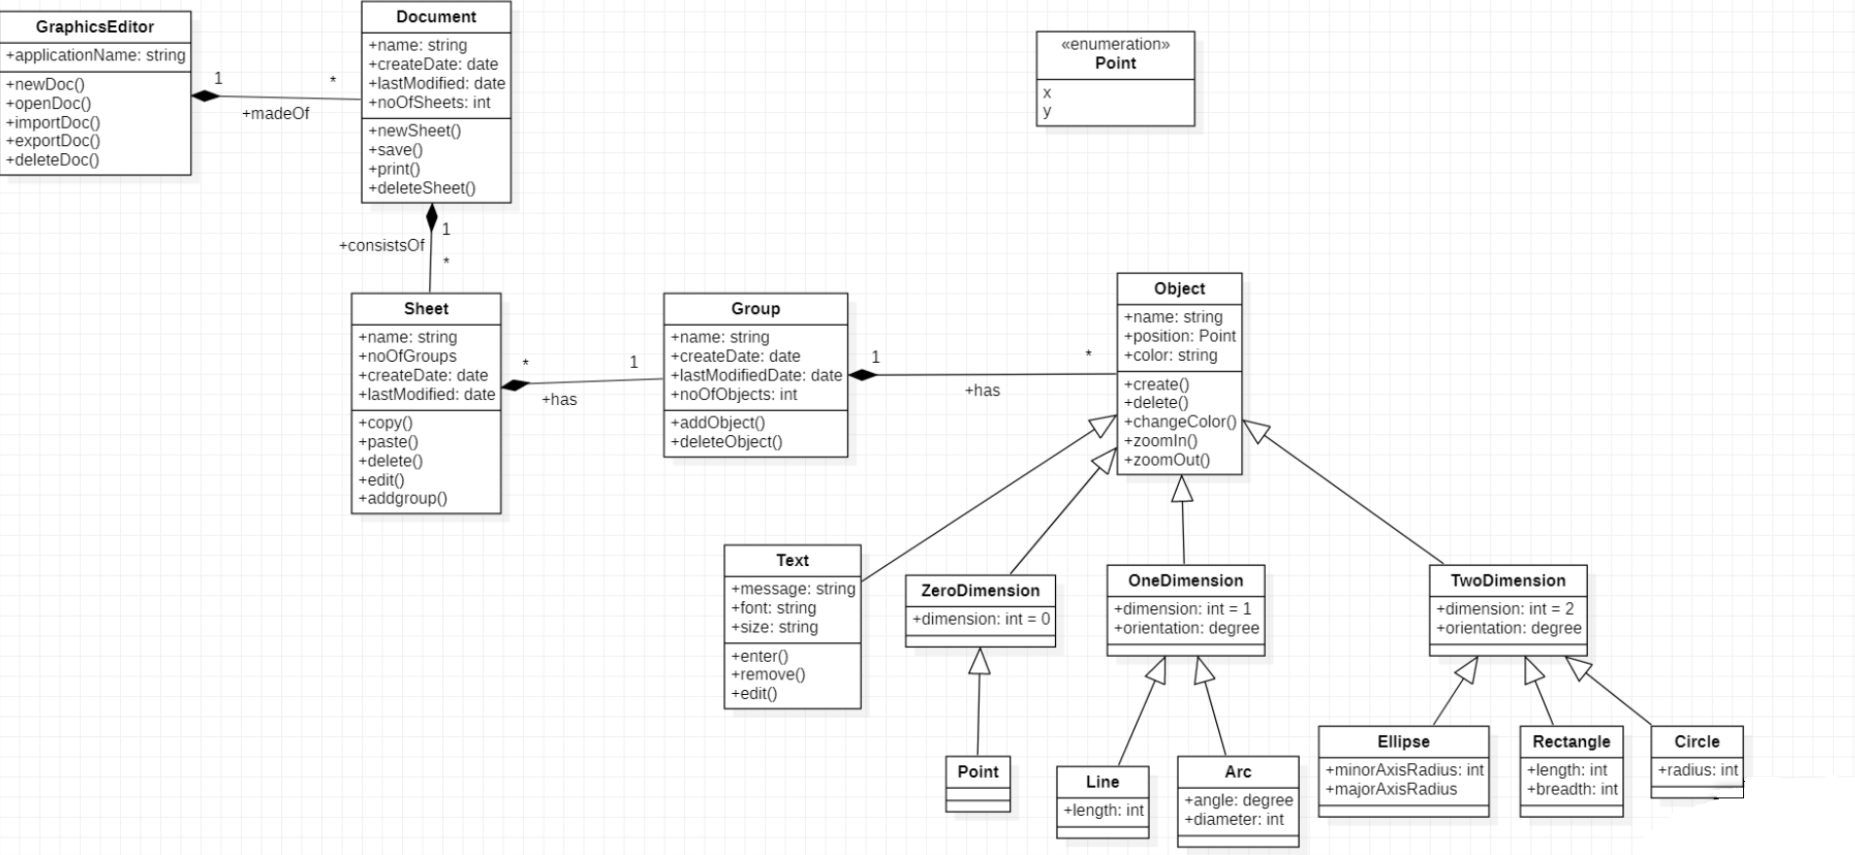 GraphicsEditor
+applicationName: string
+newDoc()
+openDoc()
+importDoc()
+exportDoc()
+deleteDoc()
1
*
+madeOf
Document
+name: string
+createDate: date
+lastModified: date
+noOfSheets: int
+newSheet()
+save()
+print()
+deleteSheet()
«enumeration»
Point
x
y
1
+consistsOf
*
Sheet
+name: string
+noOfGroups
+createDate: date
+lastModified: date
+copy()
+paste()
+delete()
+edit()
+addgroup()
*
1
+has
Group
+name: string
+createDate: date
+lastModifiedDate: date
+noOfObjects: int
+addObject()
+deleteObject()
1
*
+has
Object
+name: string
+position: Point
+color: string
+create()
+delete()
+changeColor()
+zoomIn()
+zoomOut()
Text
+message: string
+font: string
+size: string
+enter()
+remove()
+edit()
ZeroDimension
+dimension: int = 0
OneDimension
+dimension: int = 1
+orientation: degree
TwoDimension
+dimension: int = 2
+orientation: degree
Point
Line
+length: int
Arc
+angle: degree
+diameter: int
Ellipse
+minorAxisRadius: int
+majorAxisRadius
Rectangle
+length: int
+breadth: int
Circle
+radius: int